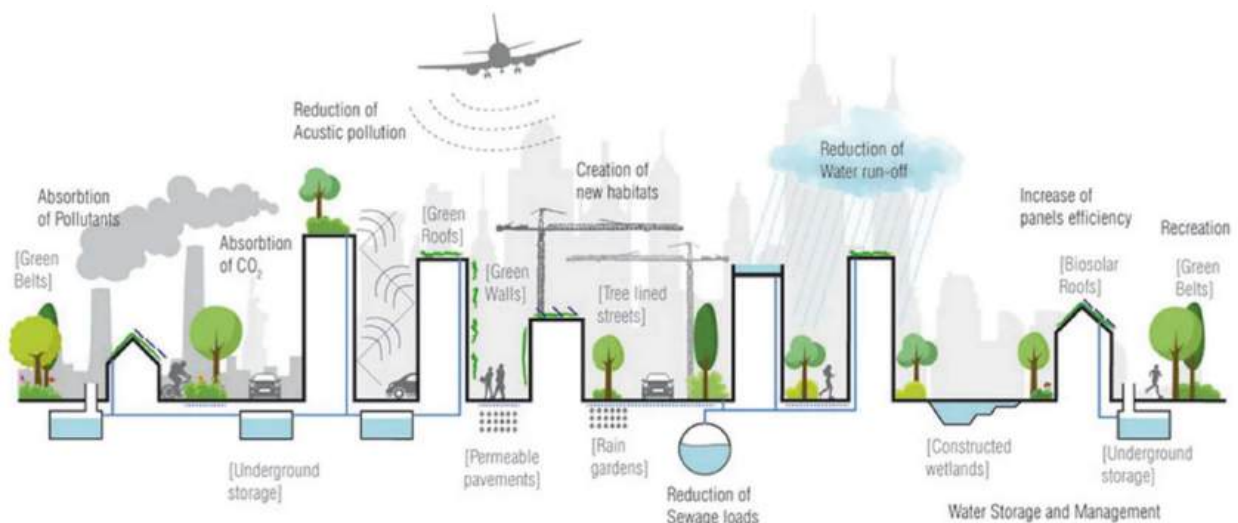 Reduction of
Acustic pollution
Absorbtion
of Pollutants
[Green
Belts]
Absorbtion
of CO₂
[Green
Roofs]
[Green
Walls]
Creation of
new habitats
[Tree lined
streets]
Reduction of
Water run-off
Increase of
panels efficiency
[Biosolar
Roofs]
Recreation
[Green
Belts]
[Underground
storage]
[Permeable
pavements]
[Rain
gardens]
Reduction of
Sewage loads
[Constructed
wetlands]
[Underground
storage]
Water Storage and Management